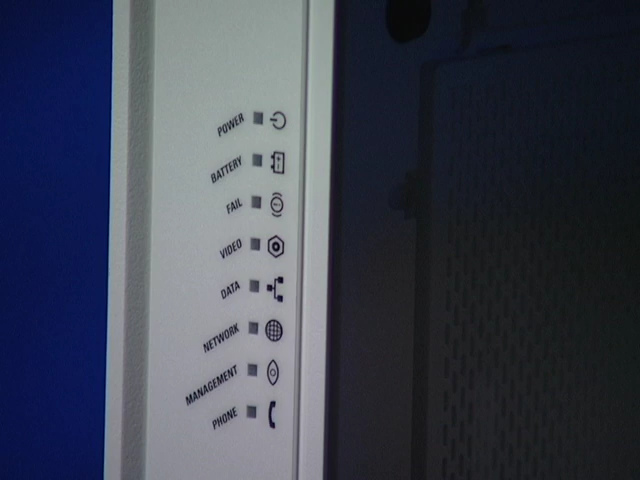 POWER
BATTERY
FAIL
VIDEO
DATA
NETWORK
MANAGEMENT
PHONE